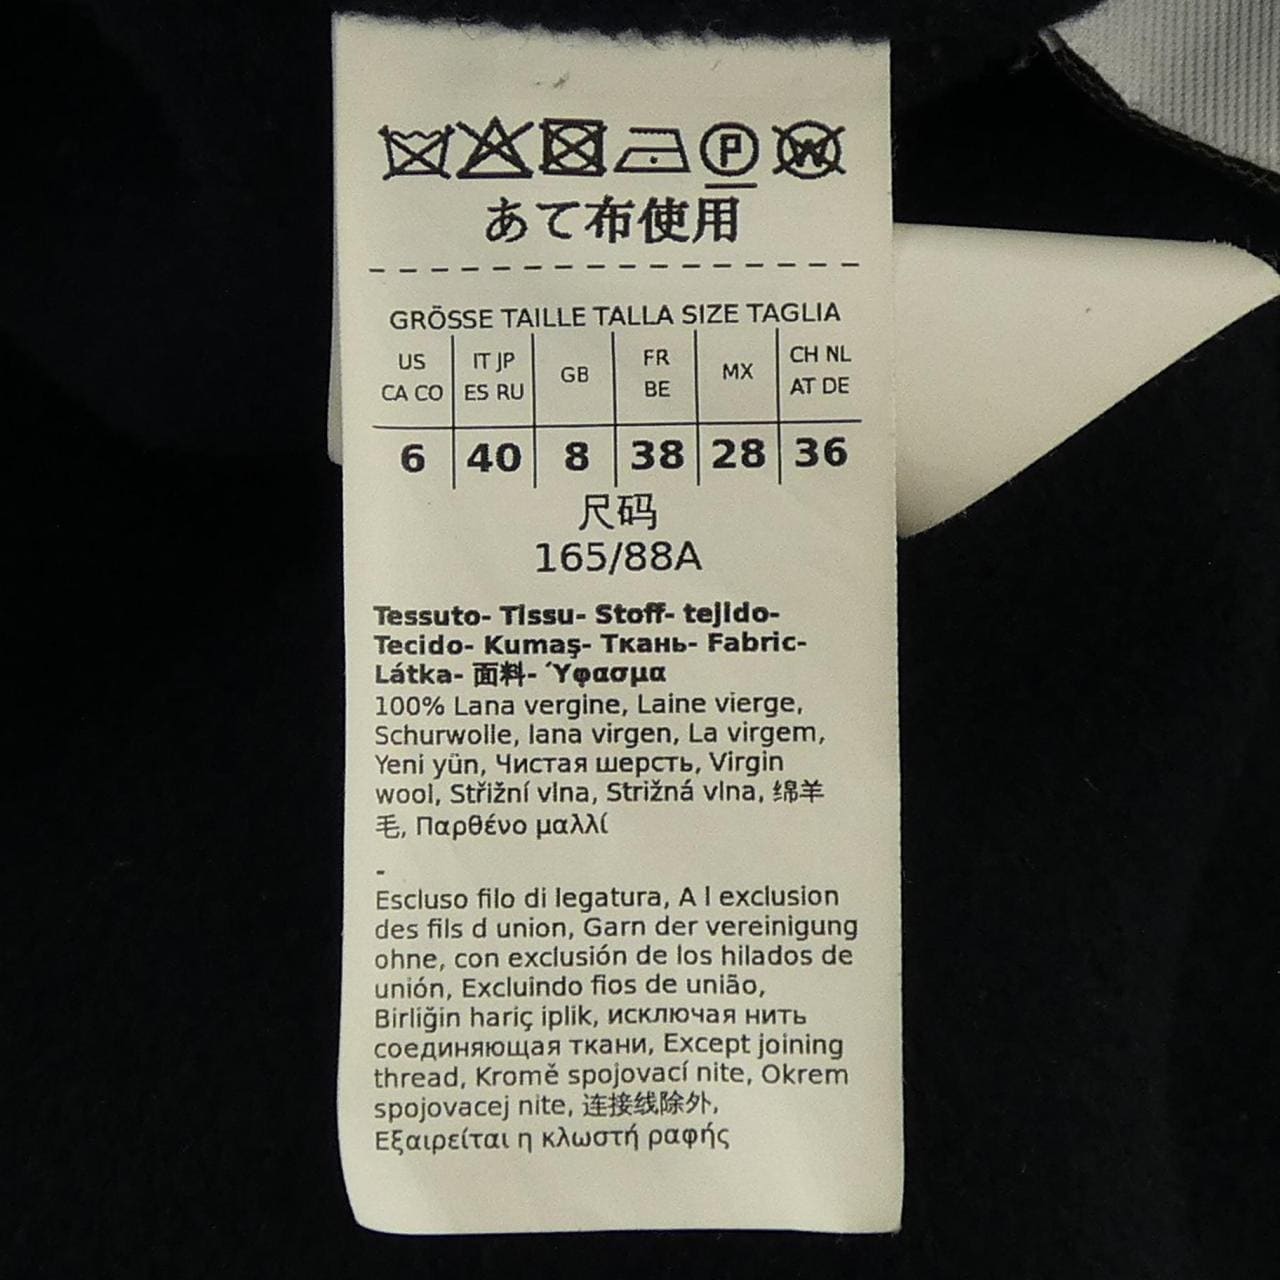 P W
あて布使用
GRÖSSE TAILLE TALLA SIZE TAGLIA
US CA CO IT JP ES RU GB FR BE MX CH NL AT DE
6 40 8 38 28 36
尺码
165/88A
Tessuto- Tissu- Stoff- tejido-
Tecido- Kumaş- Ткань- Fabric-
Látka- 面料- Ύφασμα
100% Lana vergine, Laine vierge,
Schurwolle, lana virgen, La virgem,
Yeni yün, Чистая шерсть, Virgin
wool, Střižní vlna, Strižná vlna, 绵羊
毛, Παρθένο μαλλί
-
Escluso filo di legatura, A l exclusion
des fils d union, Garn der vereinigung
ohne, con exclusión de los hilados de
unión, Excluindo fios de união,
Birliğin hariç iplik, исключая нить
соединяющая ткани, Except joining
thread, Kromě spojovací nite, Okrem
spojovacej nite, 连接线除外,
Εξαιρείται η κλωστή ραφής